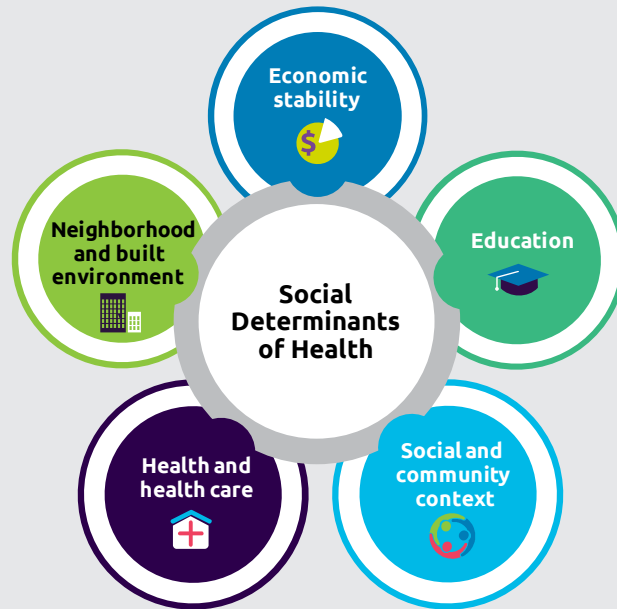 Economic
stability
$
Neighborhood
and built
environment
Education
Social
Determinants
of Health
Health and
health care
Social and
community
context